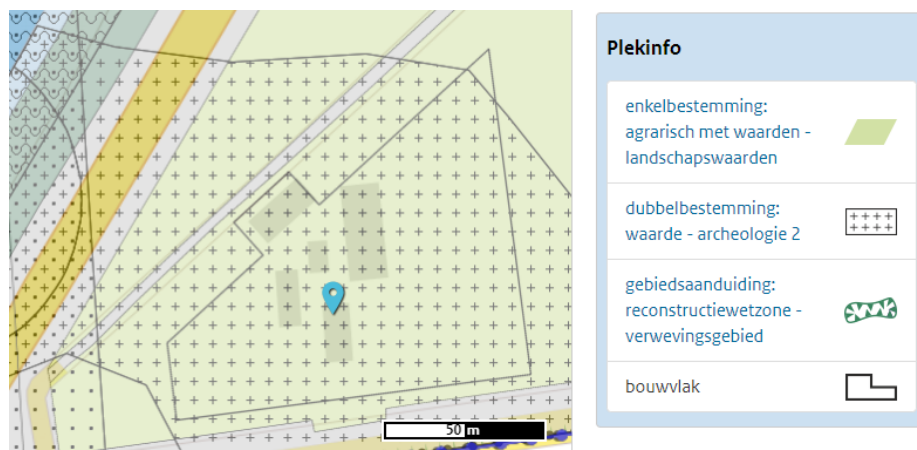 Plekinfo
enkelbestemming:
agrarisch met waarden -
landschapswaarden
dubbelbestemming:
waarde - archeologie 2
gebiedsaanduiding:
reconstructiewetzone -
verwevingsgebied
bouwvlak
50 m